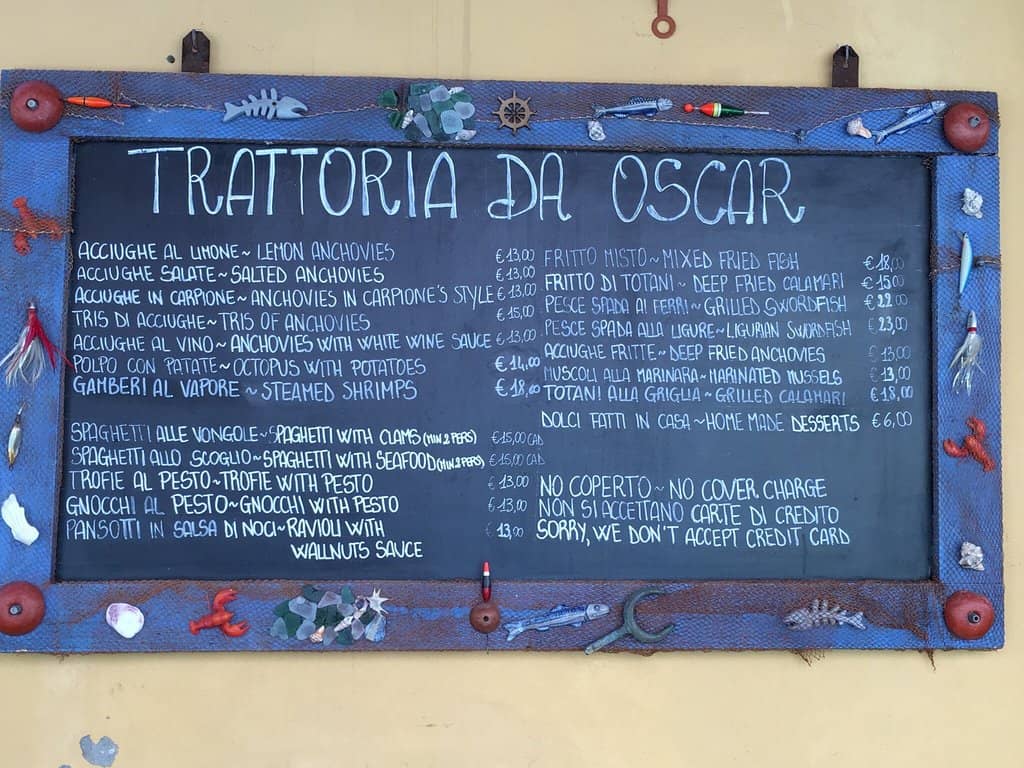 TRATTORIA DA OSCAR
ACCIUGHE AL LIMONE~LEMON ANCHOVIES €13,00
ACCIUGHE SALATE~SALTED ANCHOVIES €13,00
ACCIUGHE IN CARPIONE~ANCHOVIES IN CARPIONE'S STYLE €13,00
TRIS DI ACCIUGHE~TRIS OF ANCHOVIES €15,00
ACCIUGHE AL VINO~ANCHOVIES WITH WHITE WINE SAUCE €13,00
POLPO CON PATATE~OCTOPUS WITH POTATOES €14,00
GAMBERI AL VAPORE~STEAMED SHRIMPS €18,00
SPAGHETTI ALLE VONGOLE~SPAGHETTI WITH CLAMS (MIN.2 PERS) €15,00 CAD
SPAGHETTI ALLO SCOGLIO~SPAGHETTI WITH SEAFOOD (MIN.2 PERS) €15,00 CAD
TROFIE AL PESTO~TROFIE WITH PESTO €13,00
GNOCCHI AL PESTO~GNOCCHI WITH PESTO €13,00
PANSOTTI IN SALSA DI NOCI~RAVIOLI WITH €13,00
WALLNUTS SAUCE
FRITTO MISTO~MIXED FRIED FISH €18,00
FRITTO DI TOTANI~DEEP FRIED CALAMARI €15,00
PESCE SPADA AI FERRI~GRILLED SWORDFISH €22,00
PESCE SPADA ALLA LIGURE~LIGURIAN SWORDFISH €23,00
ACCIUGHE FRITTE~DEEP FRIED ANCHOVIES €13,00
MUSCOLI ALLA MARINARA~MARINATED MUSSELS €13,00
TOTANI ALLA GRIGLIA~GRILLED CALAMARI €18,00
DOLCI FATTI IN CASA~HOME MADE DESSERTS €6,00
NO COPERTO~NO COVER CHARGE
NON SI ACCETTANO CARTE DI CREDITO
SORRY, WE DON'T ACCEPT CREDIT CARD